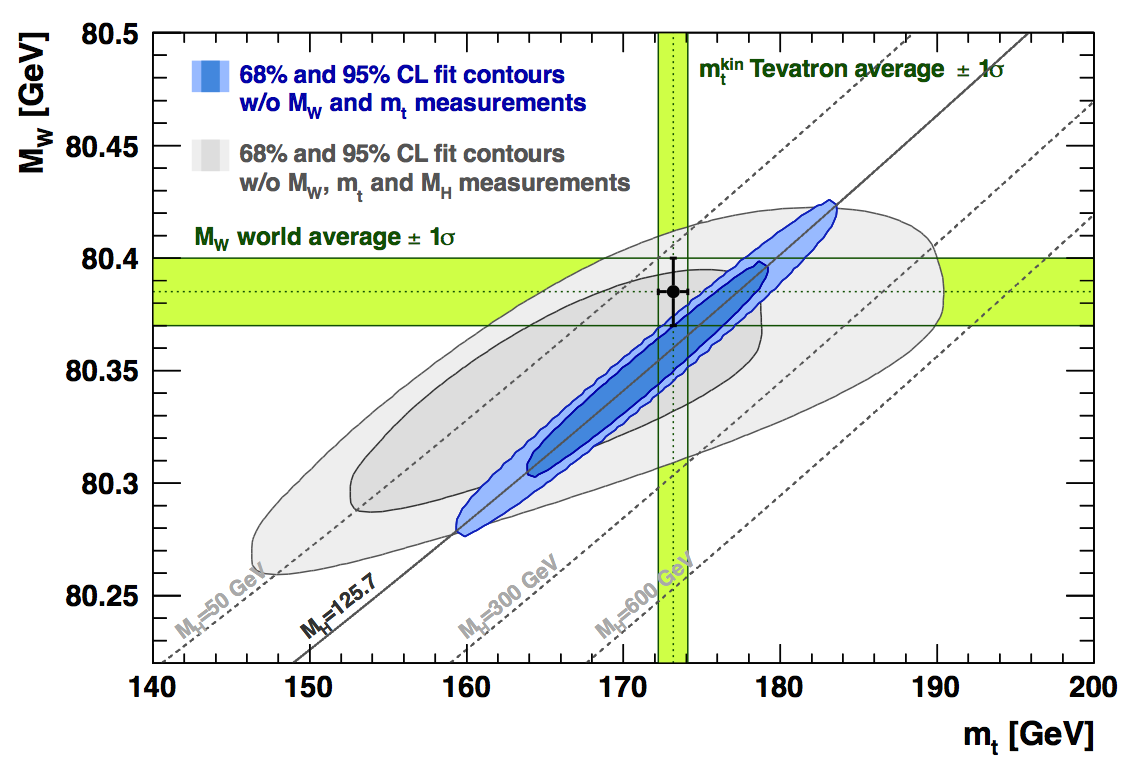 M_W [GeV]
80.5
80.45
80.4
80.35
80.3
80.25
68% and 95% CL fit contours
w/o M_W and m_t measurements
68% and 95% CL fit contours
w/o M_W, m_t and M_H measurements
m_t^kin Tevatron average ± 1σ
M_W world average ± 1σ
M_H=50 GeV
M_H=125.7
M_H=300 GeV
M_H=600 GeV
140 150 160 170 180 190 200
m_t [GeV]